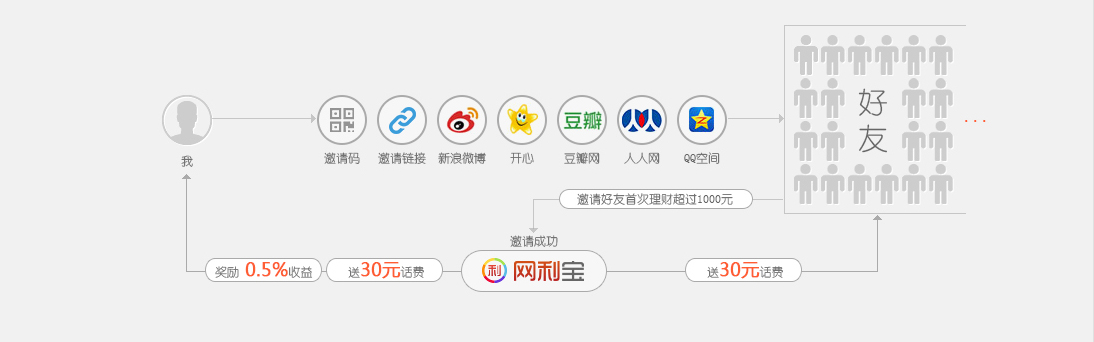 我
邀请码
邀请链接
新浪微博
开心
豆瓣
豆瓣网
人人网
QQ空间
好友
...
邀请好友首次理财超过1000元
邀请成功
奖励 0.5%收益
送30元话费
利 网利宝
送30元话费